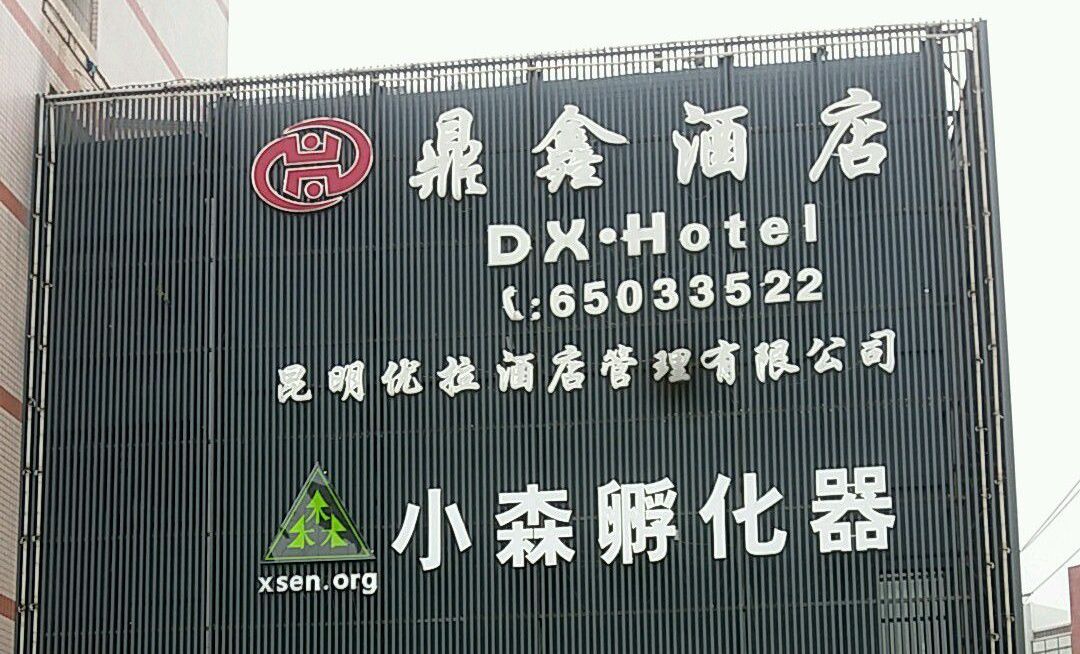 鼎鑫酒店
DX·Hotel
:65033522
昆明优拉酒店管理有限公司
小森孵化器
xsen.org